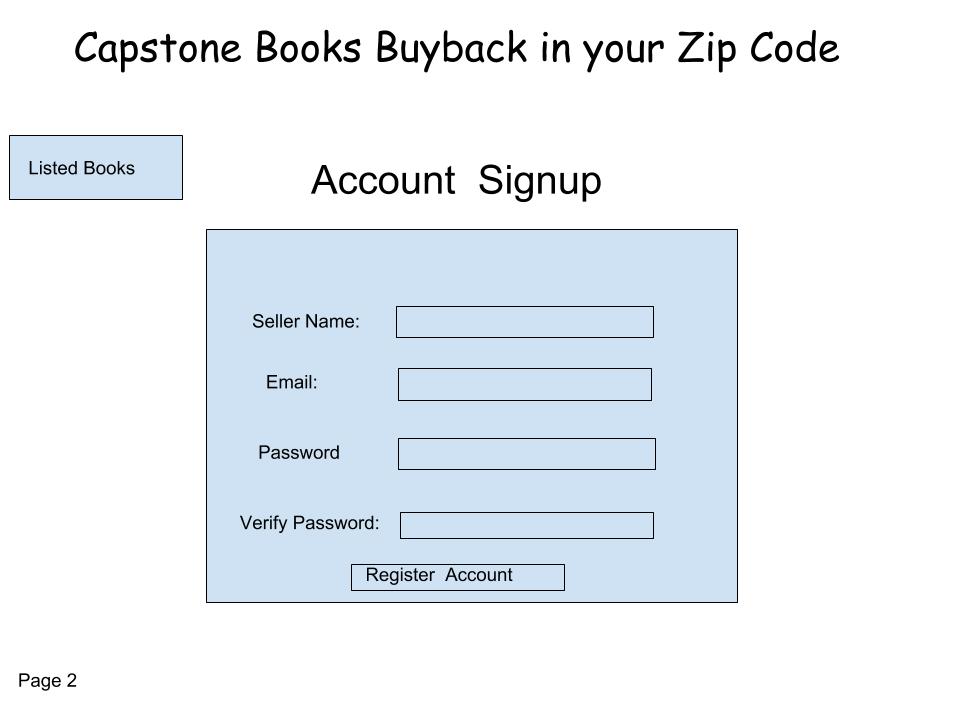 Capstone Books Buyback in your Zip Code
Listed Books
Account  Signup
Seller Name:
Email:
Password
Verify Password:
Register  Account
Page 2